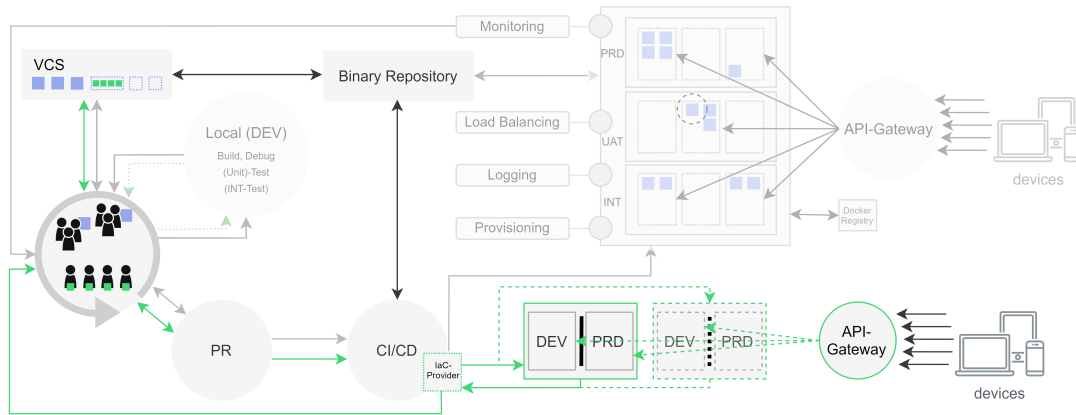 Monitoring
VCS
Binary Repository
PRD
Local (DEV)
Build, Debug
(Unit)-Test
(INT-Test)
Load Balancing
UAT
API-Gateway
devices
Logging
INT
Provisioning
Docker
Registry
PR
CI/CD
IaC-
Provider
DEV
PRD
DEV
PRD
API-
Gateway
devices